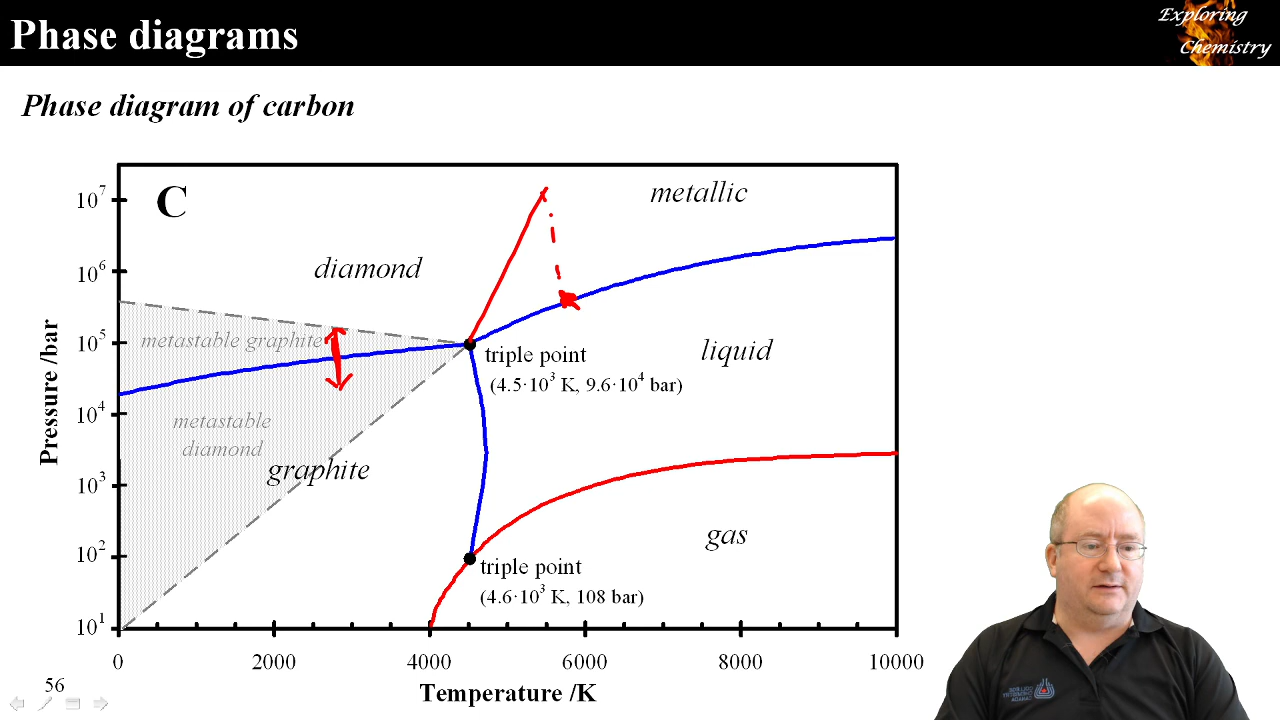 Phase diagrams
Exploring
Chemistry
Phase diagram of carbon
C
metallic
diamond
metastable graphite
triple point
(4.5·10³ K, 9.6·10⁴ bar)
liquid
metastable
diamond
graphite
gas
triple point
(4.6·10³ K, 108 bar)
Pressure /bar
10⁷
10⁶
10⁵
10⁴
10³
10²
10¹
0 2000 4000 6000 8000 10000
Temperature /K
56